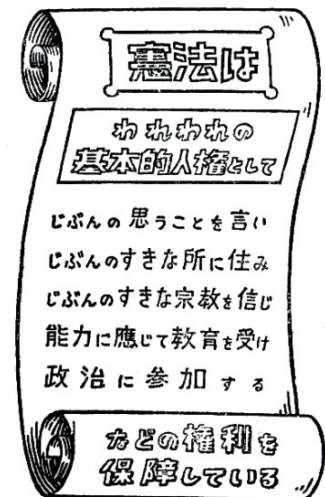 憲法は
われわれの
基本的人権として
じぶんの思うことを言い
じぶんのすきな所に住み
じぶんのすきな宗教を信じ
能力に應じて教育を受け
政治に参加する
などの権利を
保障している